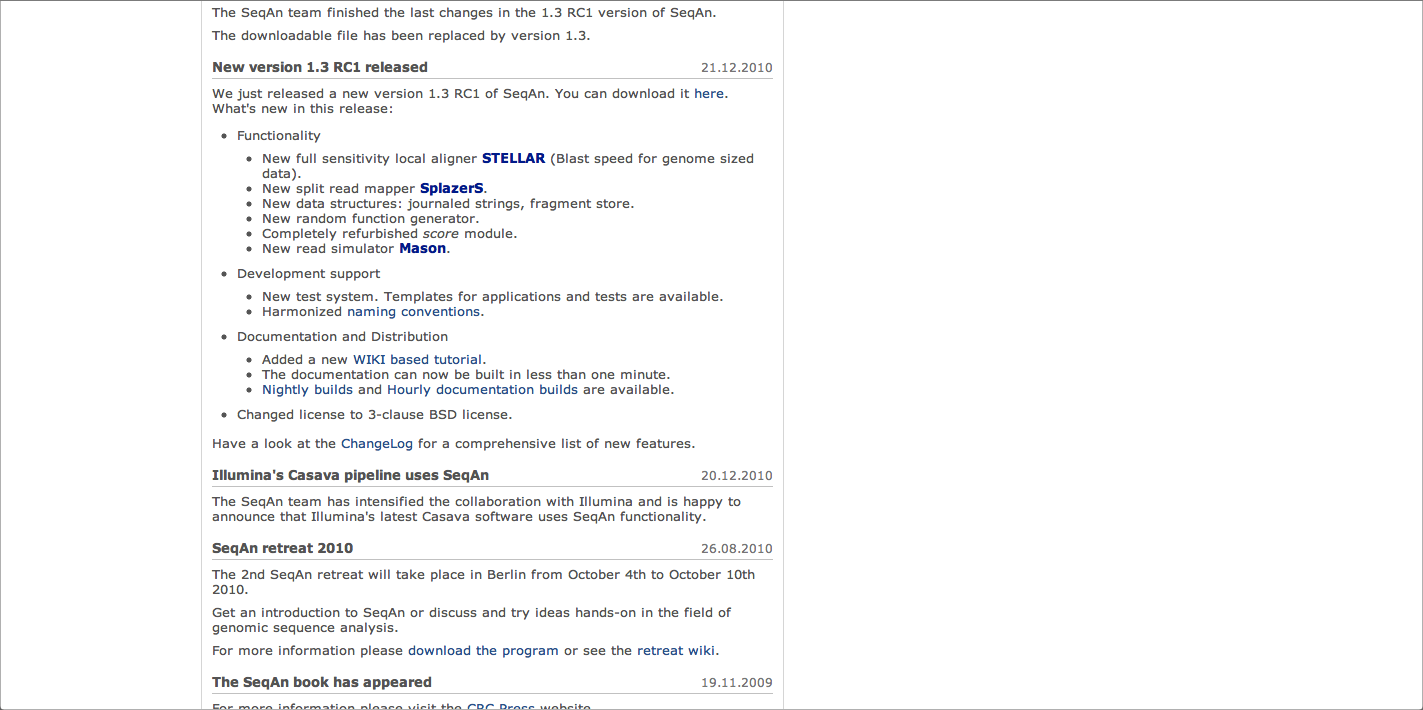 The SeqAn team finished the last changes in the 1.3 RC1 version of SeqAn.
The downloadable file has been replaced by version 1.3.
New version 1.3 RC1 released 21.12.2010
We just released a new version 1.3 RC1 of SeqAn. You can download it here.
What's new in this release:
• Functionality
• New full sensitivity local aligner STELLAR (Blast speed for genome sized
data).
• New split read mapper SplazerS.
• New data structures: journaled strings, fragment store.
• New random function generator.
• Completely refurbished score module.
• New read simulator Mason.
• Development support
• New test system. Templates for applications and tests are available.
• Harmonized naming conventions.
• Documentation and Distribution
• Added a new WIKI based tutorial.
• The documentation can now be built in less than one minute.
• Nightly builds and Hourly documentation builds are available.
• Changed license to 3-clause BSD license.
Have a look at the ChangeLog for a comprehensive list of new features.
Illumina's Casava pipeline uses SeqAn 20.12.2010
The SeqAn team has intensified the collaboration with Illumina and is happy to
announce that Illumina's latest Casava software uses SeqAn functionality.
SeqAn retreat 2010 26.08.2010
The 2nd SeqAn retreat will take place in Berlin from October 4th to October 10th
2010.
Get an introduction to SeqAn or discuss and try ideas hands-on in the field of
genomic sequence analysis.
For more information please download the program or see the retreat wiki.
The SeqAn book has appeared 19.11.2009
For more information please visit the CRC Press website.